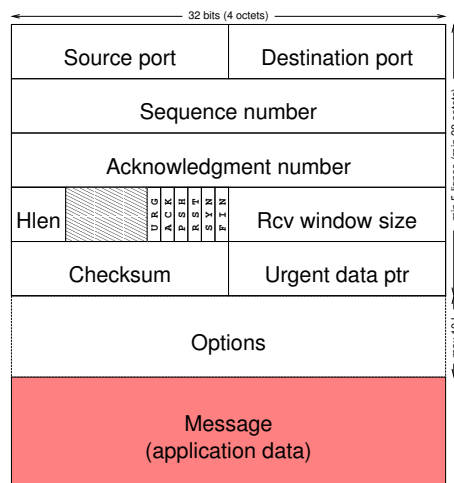 32 bits (4 octets)
Source port Destination port
Sequence number
Acknowledgment number
Hlen URG ACK PSH RST SYN FIN Rcv window size
Checksum Urgent data ptr
Options
Message
(application data)